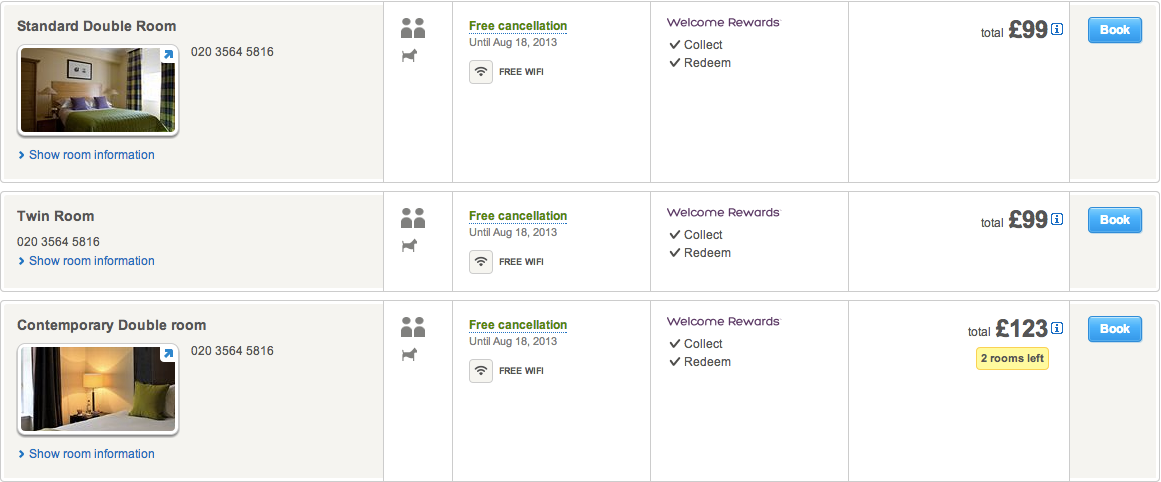 Standard Double Room
020 3564 5816
Show room information
Free cancellation
Until Aug 18, 2013
FREE WIFI
Welcome Rewards
Collect
Redeem
total £99
Book
Twin Room
020 3564 5816
Show room information
Free cancellation
Until Aug 18, 2013
FREE WIFI
Welcome Rewards
Collect
Redeem
total £99
Book
Contemporary Double room
020 3564 5816
Show room information
Free cancellation
Until Aug 18, 2013
FREE WIFI
Welcome Rewards
Collect
Redeem
total £123
2 rooms left
Book